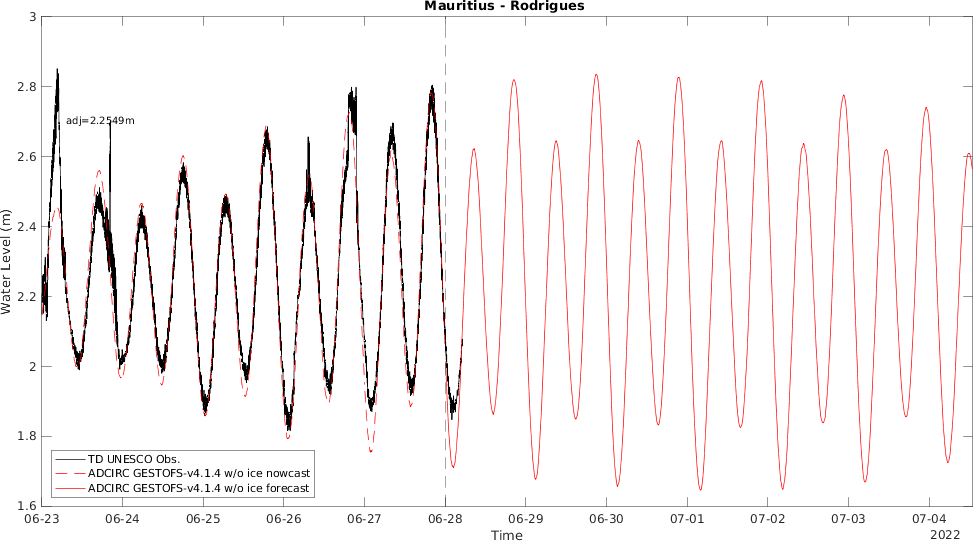 Mauritius - Rodrigues
3
2.8
2.6
2.4
2.2
2
1.8
1.6
Water Level (m)
adj=2.2549m
TD UNESCO Obs.
ADCIRC GESTOFS-v4.1.4 w/o ice nowcast
ADCIRC GESTOFS-v4.1.4 w/o ice forecast
06-23 06-24 06-25 06-26 06-27 06-28 06-29 06-30 07-01 07-02 07-03 07-04
Time
2022